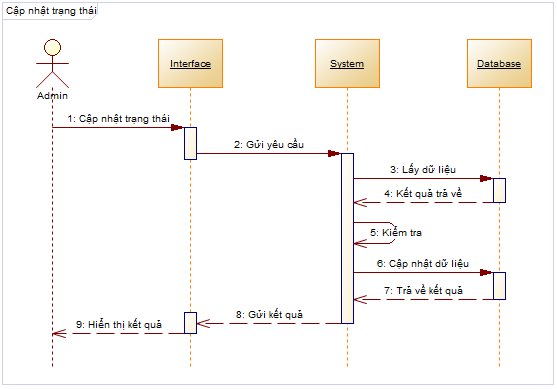 Cập nhật trạng thái
Interface
System
Database
Admin
1: Cập nhật trạng thái
2: Gửi yêu cầu
3: Lấy dữ liệu
4: Kết quả trả về
5: Kiểm tra
6: Cập nhật dữ liệu
7: Trả về kết quả
8: Gửi kết quả
9: Hiển thị kết quả